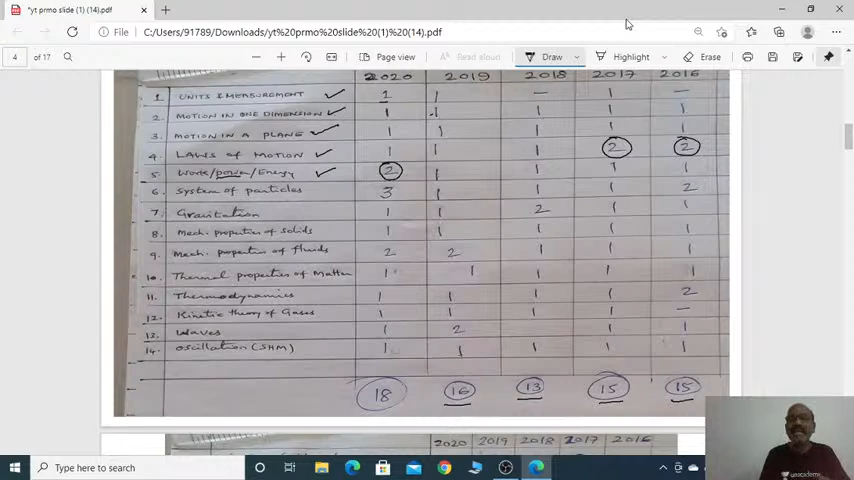 *yt prmo slide (1) (14).pdf
File C:/Users/91789/Downloads/yt%20prmo%20slide%20(1)%20(14).pdf
4 of 17 Page view Read aloud Draw Highlight Erase
2020 2019 2018 2017 2016
1 UNITS & MEASUREMENT 1 1 — 1 —
2. MOTION IN ONE DIMENSION 1 1 1 1 1
3. MOTION IN A PLANE 1 1 1 1 1
4. LAWS OF MOTION 1 1 1 2 2
5. Work/power/Energy 2 1 1 1 1
6. System of particles 3 1 1 1 2
7. Gravitation 1 1 2 1 1
8. Mech. properties of solids 1 1 1 1 1
9. Mech. properties of fluids 2 2 1 1 1
10. Thermal properties of Matter 1 1 1 1 1
11. Thermodynamics 1 1 1 1 2
12. Kinetic theory of Gases 1 1 1 1 —
13. Waves 1 2 1 1
14. oscillation (SHM) 1 1 1 1 1
18 16 13 15 15
2020 2019 2018 2017 2016
unacademy
Type here to search